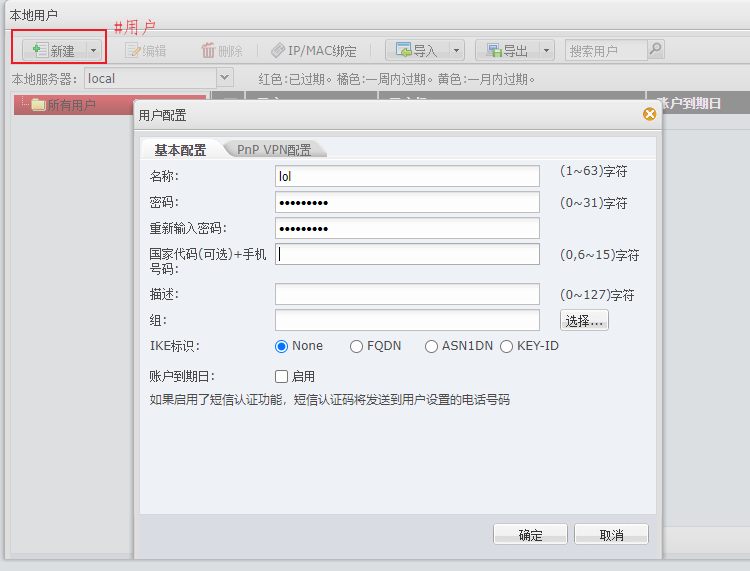 本地用户
#用户
新建 编辑 删除 IP/MAC绑定 导入 导出 搜索用户
本地服务器： local 红色:已过期。橘色:一周内过期。黄色:一月内过期。
所有用户 账户到期日
用户配置
基本配置 PnP VPN配置
名称： lol (1~63)字符
密码： ●●●●●●●●● (0~31)字符
重新输入密码： ●●●●●●●●●
国家代码(可选)+手机 (0,6~15)字符
号码：
描述： (0~127)字符
组： 选择...
IKE标识： None FQDN ASN1DN KEY-ID
账户到期日： 启用
如果启用了短信认证功能，短信认证码将发送到用户设置的电话号码
确定 取消